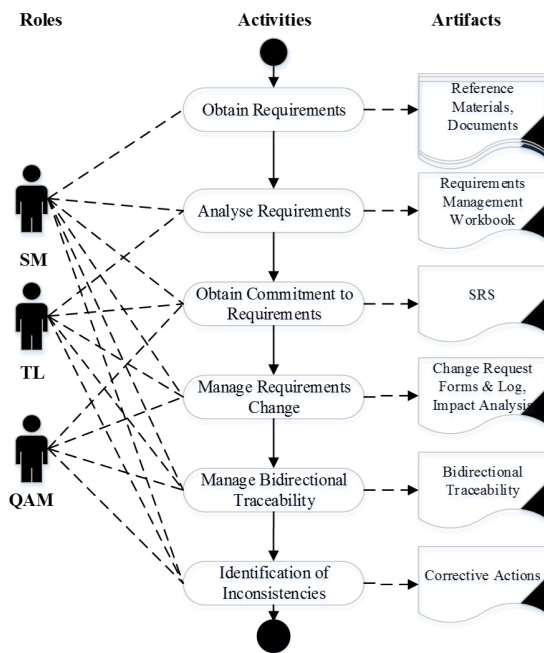 Roles
Activities
Artifacts
Obtain Requirements
Reference
Materials,
Documents
SM
Analyse Requirements
Requirements
Management
Workbook
TL
Obtain Commitment to
Requirements
SRS
Manage Requirements
Change
Change Request
Forms & Log,
Impact Analysis
QAM
Manage Bidirectional
Traceability
Bidirectional
Traceability
Identification of
Inconsistencies
Corrective Actions